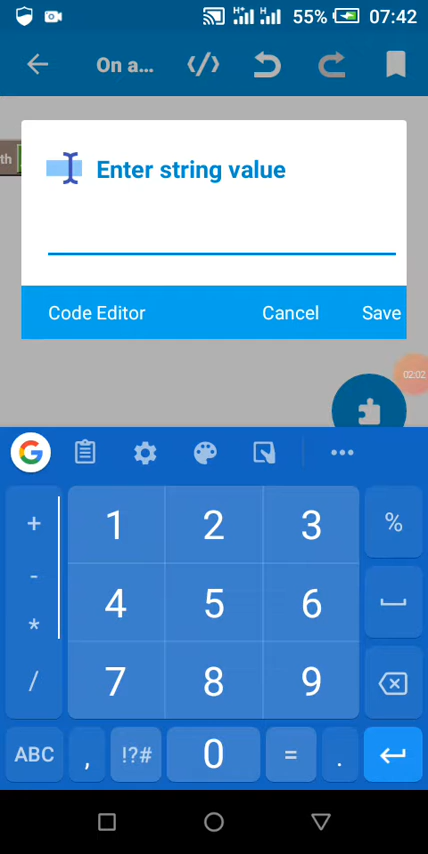 H+ H 55% 07:42
On a...
th
Enter string value
Code Editor Cancel Save
02:02
+ 1 2 3 %
-
4 5 6
*
/ 7 8 9
ABC , !?# 0 = .